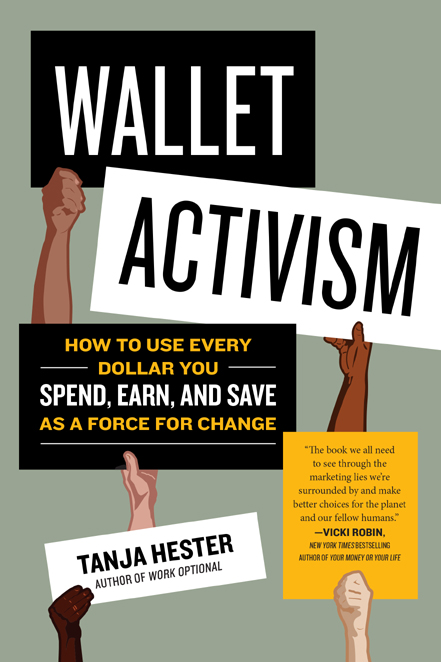 WALLET
ACTIVISM
HOW TO USE EVERY
DOLLAR YOU
SPEND, EARN, AND SAVE
AS A FORCE FOR CHANGE
“The book we all need
to see through the
marketing lies we’re
surrounded by and make
better choices for the planet
and our fellow humans.”
—VICKI ROBIN,
NEW YORK TIMES BESTSELLING
AUTHOR OF YOUR MONEY OR YOUR LIFE
TANJA HESTER
AUTHOR OF WORK OPTIONAL